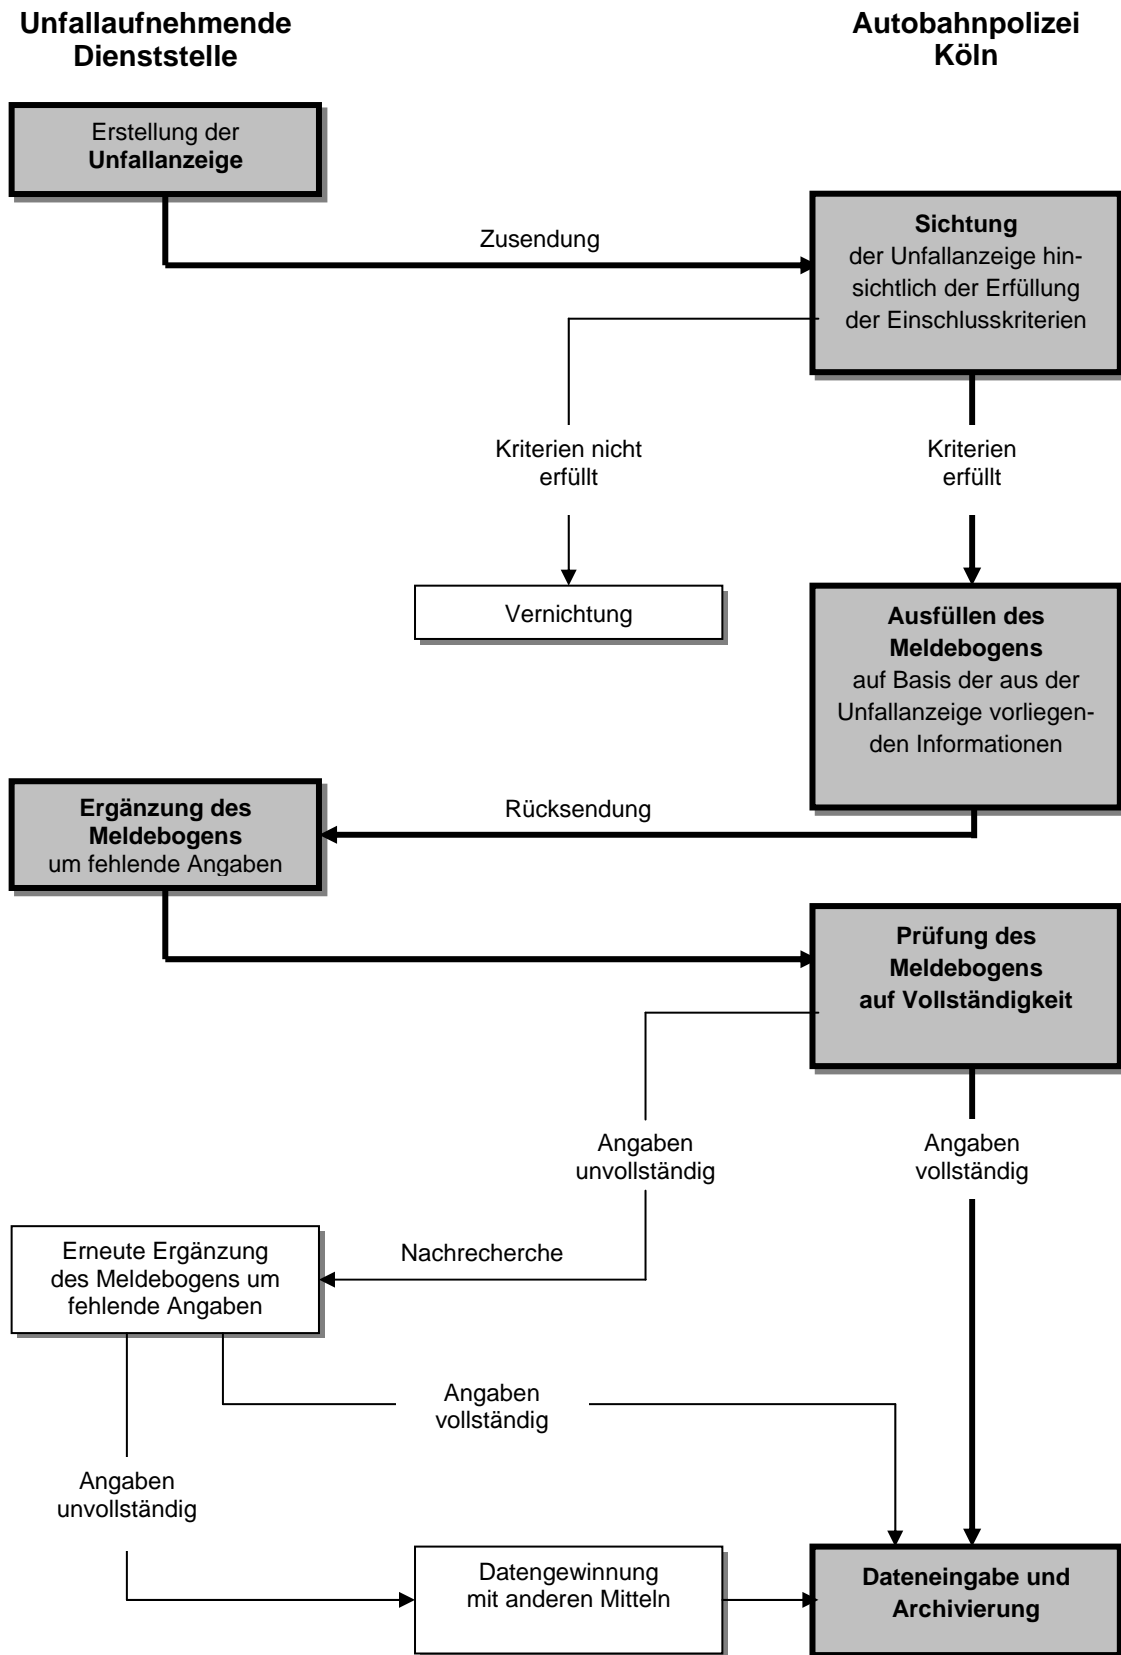 Unfallaufnehmende
Dienststelle
Autobahnpolizei
Köln
Erstellung der
Unfallanzeige
Zusendung
Sichtung
der Unfallanzeige hin-
sichtlich der Erfüllung
der Einschlusskriterien
Kriterien nicht
erfüllt
Kriterien
erfüllt
Vernichtung
Ausfüllen des
Meldebogens
auf Basis der aus der
Unfallanzeige vorliegen-
den Informationen
Rücksendung
Ergänzung des
Meldebogens
um fehlende Angaben
Prüfung des
Meldebogens
auf Vollständigkeit
Angaben
unvollständig
Angaben
vollständig
Nachrecherche
Erneute Ergänzung
des Meldebogens um
fehlende Angaben
Angaben
vollständig
Angaben
unvollständig
Datengewinnung
mit anderen Mitteln
Dateneingabe und
Archivierung